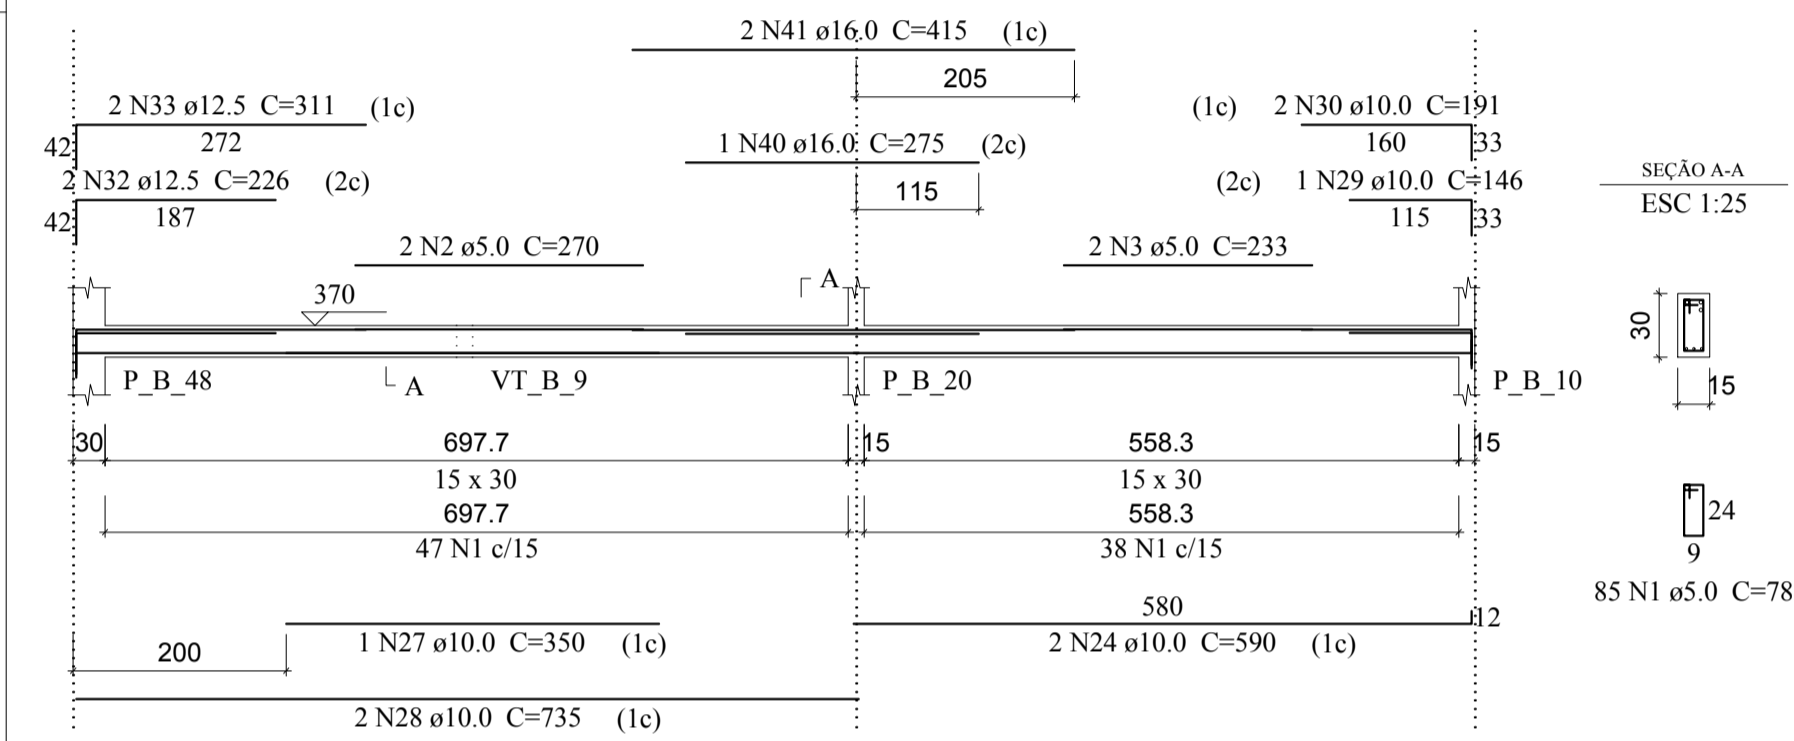 2 N41 ø16.0 C=415 (1c)
205
2 N33 ø12.5 C=311 (1c)
42
272
(1c) 2 N30 ø10.0 C=191
160
33
1 N40 ø16.0 C=275 (2c)
115
2 N32 ø12.5 C=226 (2c)
42
187
(2c) 1 N29 ø10.0 C=146
115
33
SEÇÃO A-A
ESC 1:25
2 N2 ø5.0 C=270
2 N3 ø5.0 C=233
A
370
30
15
P_B_48
A
VT_B_9
P_B_20
P_B_10
30
697.7
15
558.3
15
15 x 30
15 x 30
697.7
558.3
47 N1 c/15
38 N1 c/15
24
9
85 N1 ø5.0 C=78
580
12
1 N27 ø10.0 C=350 (1c)
2 N24 ø10.0 C=590 (1c)
200
2 N28 ø10.0 C=735 (1c)